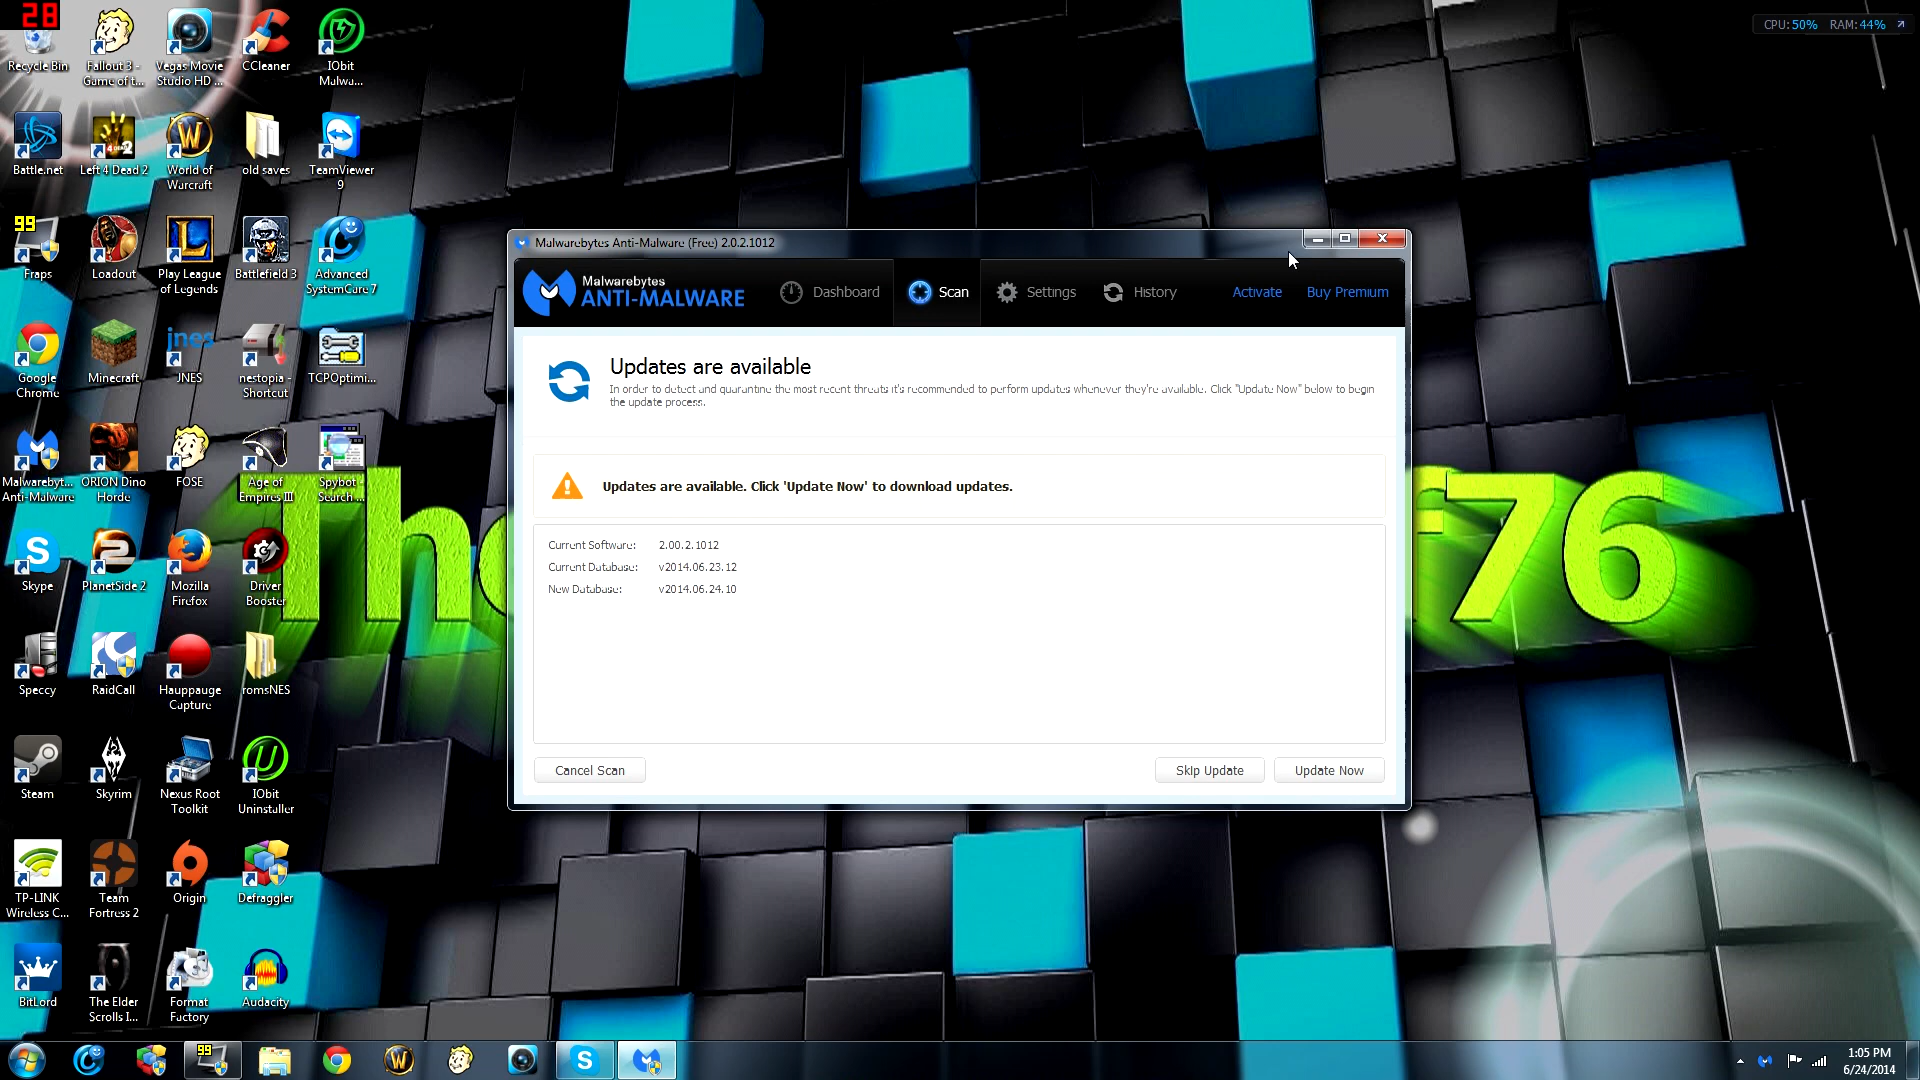 28
Recycle Bin
Fallout 3 -
Game of t...
Vegas Movie
Studio HD ...
CCleaner
IObit
Malwa...
CPU: 50% RAM: 44%
Battle.net
Left 4 Dead 2
World of
Warcraft
old saves
TeamViewer
9
99
Fraps
Loadout
Play League
of Legends
Battlefield 3
Advanced
SystemCare 7
Google
Chrome
Minecraft
jnes
JNES
nestopia -
Shortcut
TCPOptimi...
Malwarebyt...
Anti-Malware
ORION Dino
Horde
FOSE
Age of
Empires III
Spybot -
Search ...
Skype
PlanetSide 2
Mozilla
Firefox
Driver
Booster
Speccy
RaidCall
Hauppauge
Capture
romsNES
Steam
Skyrim
Nexus Root
Toolkit
IObit
Uninstaller
TP-LINK
Wireless C...
Team
Fortress 2
Origin
Defraggler
BitLord
The Elder
Scrolls I...
Format
Factory
Audacity
The
f76
Malwarebytes Anti-Malware (Free) 2.0.2.1012
Malwarebytes
ANTI-MALWARE
Dashboard
Scan
Settings
History
Activate
Buy Premium
Updates are available
In order to detect and quarantine the most recent threats it's recommended to perform updates whenever they're available. Click "Update Now" below to begin
the update process.
Updates are available. Click 'Update Now' to download updates.
Current Software: 2.00.2.1012
Current Database: v2014.06.23.12
New Database: v2014.06.24.10
Cancel Scan
Skip Update
Update Now
99
1:05 PM
6/24/2014